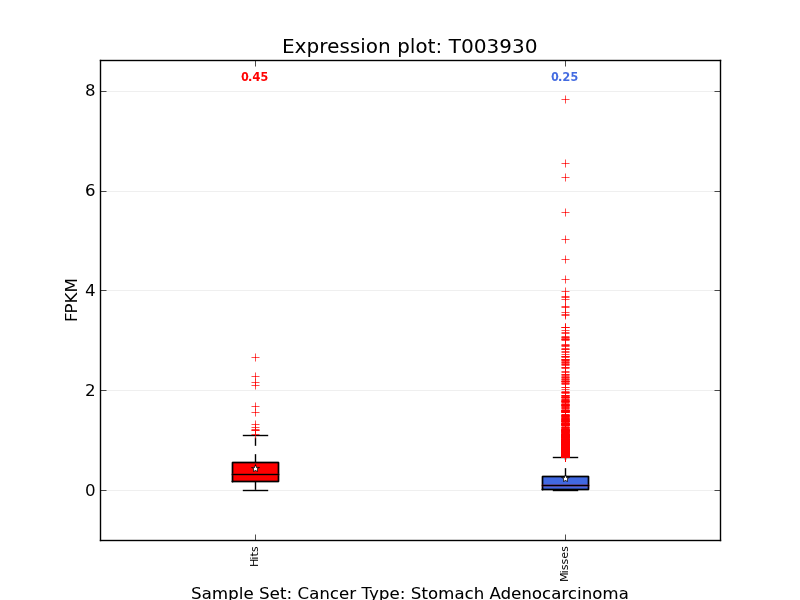 Expression plot: T003930
0.45
0.25
8
6
4
2
0
FPKM
Hits
Misses
Sample Set: Cancer Type: Stomach Adenocarcinoma